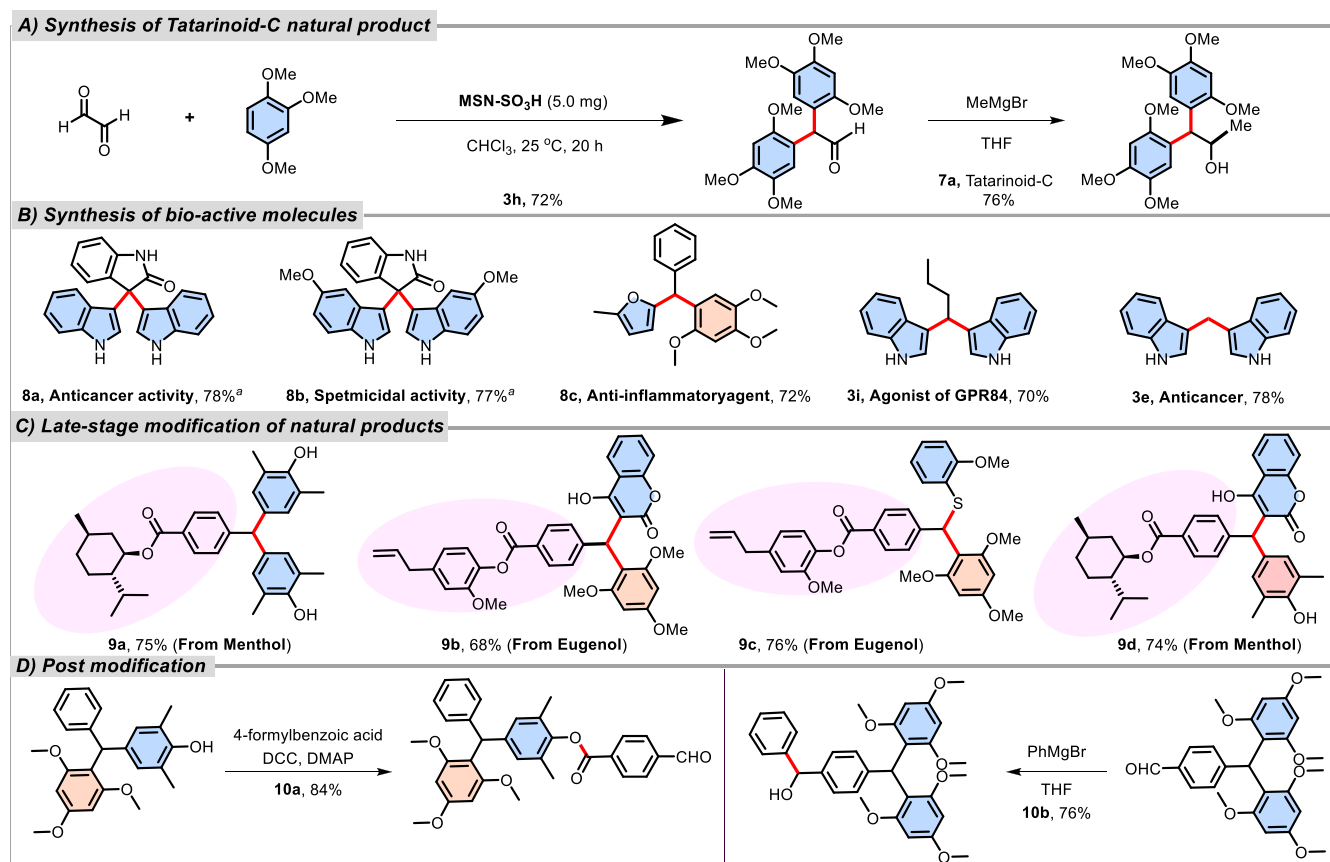 A) Synthesis of Tatarinoid-C natural product
O
H
H
O
+
OMe
OMe
OMe
MSN-SO3H (5.0 mg)
CHCl3, 25 oC, 20 h
3h, 72%
OMe
MeO
OMe
OMe
H
O
MeO
OMe
MeMgBr
THF
7a, Tatarinoid-C
76%
OMe
MeO
OMe
OMe
Me
OH
MeO
OMe
B) Synthesis of bio-active molecules
NH
O
N
H
N
H
8a, Anticancer activity, 78%a
MeO
NH
O
OMe
N
H
N
H
8b, Spetmicidal activity, 77%a
O
Me
O
O
O
8c, Anti-inflammatoryagent, 72%
NH
HN
3i, Agonist of GPR84, 70%
NH
HN
3e, Anticancer, 78%
C) Late-stage modification of natural products
OH
O
O
OH
9a, 75% (From Menthol)
HO
O
O
O
O
OMe
OMe
MeO
OMe
9b, 68% (From Eugenol)
OMe
S
O
O
OMe
OMe
MeO
OMe
9c, 76% (From Eugenol)
HO
O
O
O
O
OH
9d, 74% (From Menthol)
D) Post modification
OH
O
O
O
4-formylbenzoic acid
DCC, DMAP
10a, 84%
O
O
O
O
O
CHO
HO
O
O
O
O
O
O
PhMgBr
THF
10b, 76%
OHC
O
O
O
O
O
O